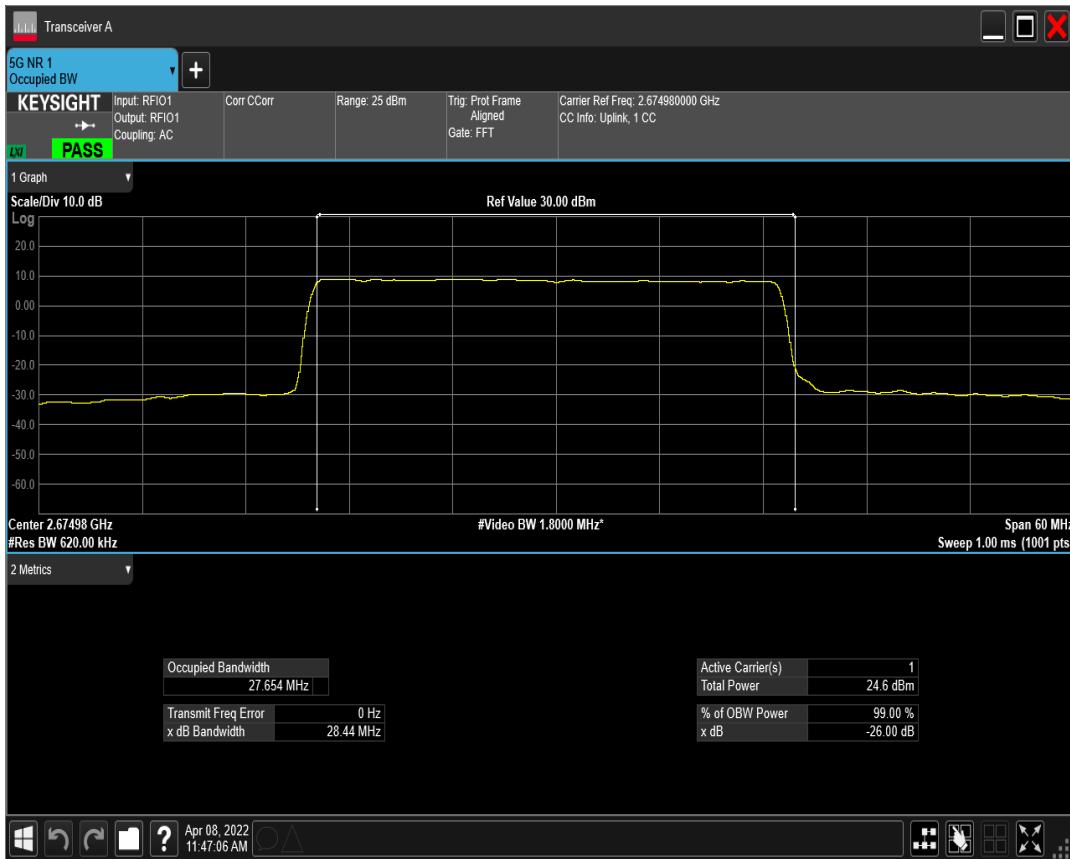 Transceiver A
5G NR 1
Occupied BW
KEYSIGHT
LXI
PASS
Input: RFIO1
Output: RFIO1
Coupling: AC
Corr CCorr
Range: 25 dBm
Trig: Prot Frame
Aligned
Gate: FFT
Carrier Ref Freq: 2.674980000 GHz
CC Info: Uplink, 1 CC
1 Graph
Scale/Div 10.0 dB
Ref Value 30.00 dBm
Log
20.0
10.0
0.00
-10.0
-20.0
-30.0
-40.0
-50.0
-60.0
Center 2.67498 GHz
#Video BW 1.8000 MHz*
Span 60 MHz
#Res BW 620.00 kHz
Sweep 1.00 ms (1001 pts
2 Metrics
Occupied Bandwidth
27.654 MHz
Transmit Freq Error 0 Hz
x dB Bandwidth 28.44 MHz
Active Carrier(s) 1
Total Power 24.6 dBm
% of OBW Power 99.00 %
x dB -26.00 dB
?
Apr 08, 2022
11:47:06 AM